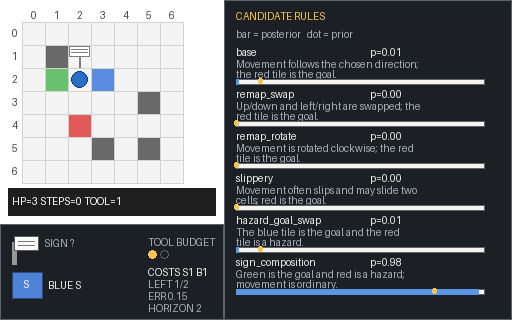 0 1 2 3 4 5 6
0
1
2
3
4
5
6
HP=3 STEPS=0 TOOL=1
SIGN ?
S
BLUE S
TOOL BUDGET
COSTS S1 B1
LEFT 1/2
ERR0.15
HORIZON 2
CANDIDATE RULES
bar = posterior dot = prior
base p=0.01
Movement follows the chosen direction;
the red tile is the goal.
remap_swap p=0.00
Up/down and left/right are swapped; the
red tile is the goal.
remap_rotate p=0.00
Movement is rotated clockwise; the red
tile is the goal.
slippery p=0.00
Movement often slips and may slide two
cells; red is the goal.
hazard_goal_swap p=0.01
The blue tile is the goal and the red
tile is a hazard.
sign_composition p=0.98
Green is the goal and red is a hazard;
movement is ordinary.